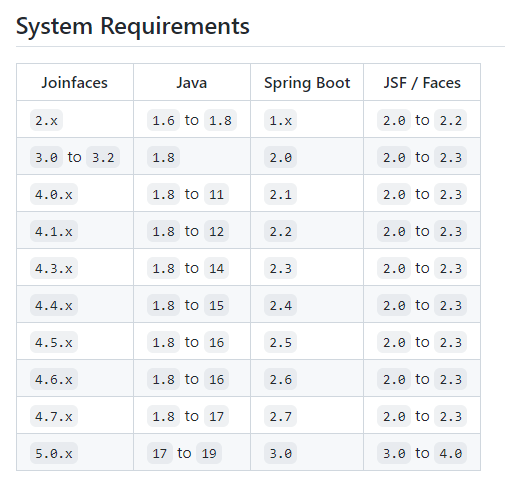 System Requirements
Joinfaces Java Spring Boot JSF / Faces
2.x 1.6 to 1.8 1.x 2.0 to 2.2
3.0 to 3.2 1.8 2.0 2.0 to 2.3
4.0.x 1.8 to 11 2.1 2.0 to 2.3
4.1.x 1.8 to 12 2.2 2.0 to 2.3
4.3.x 1.8 to 14 2.3 2.0 to 2.3
4.4.x 1.8 to 15 2.4 2.0 to 2.3
4.5.x 1.8 to 16 2.5 2.0 to 2.3
4.6.x 1.8 to 16 2.6 2.0 to 2.3
4.7.x 1.8 to 17 2.7 2.0 to 2.3
5.0.x 17 to 19 3.0 3.0 to 4.0